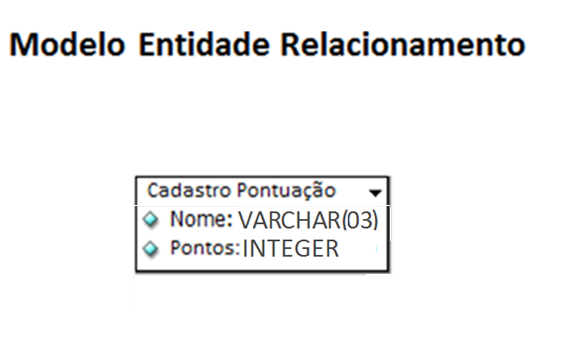 Modelo Entidade Relacionamento
Cadastro Pontuação
Nome: VARCHAR(03)
Pontos:INTEGER